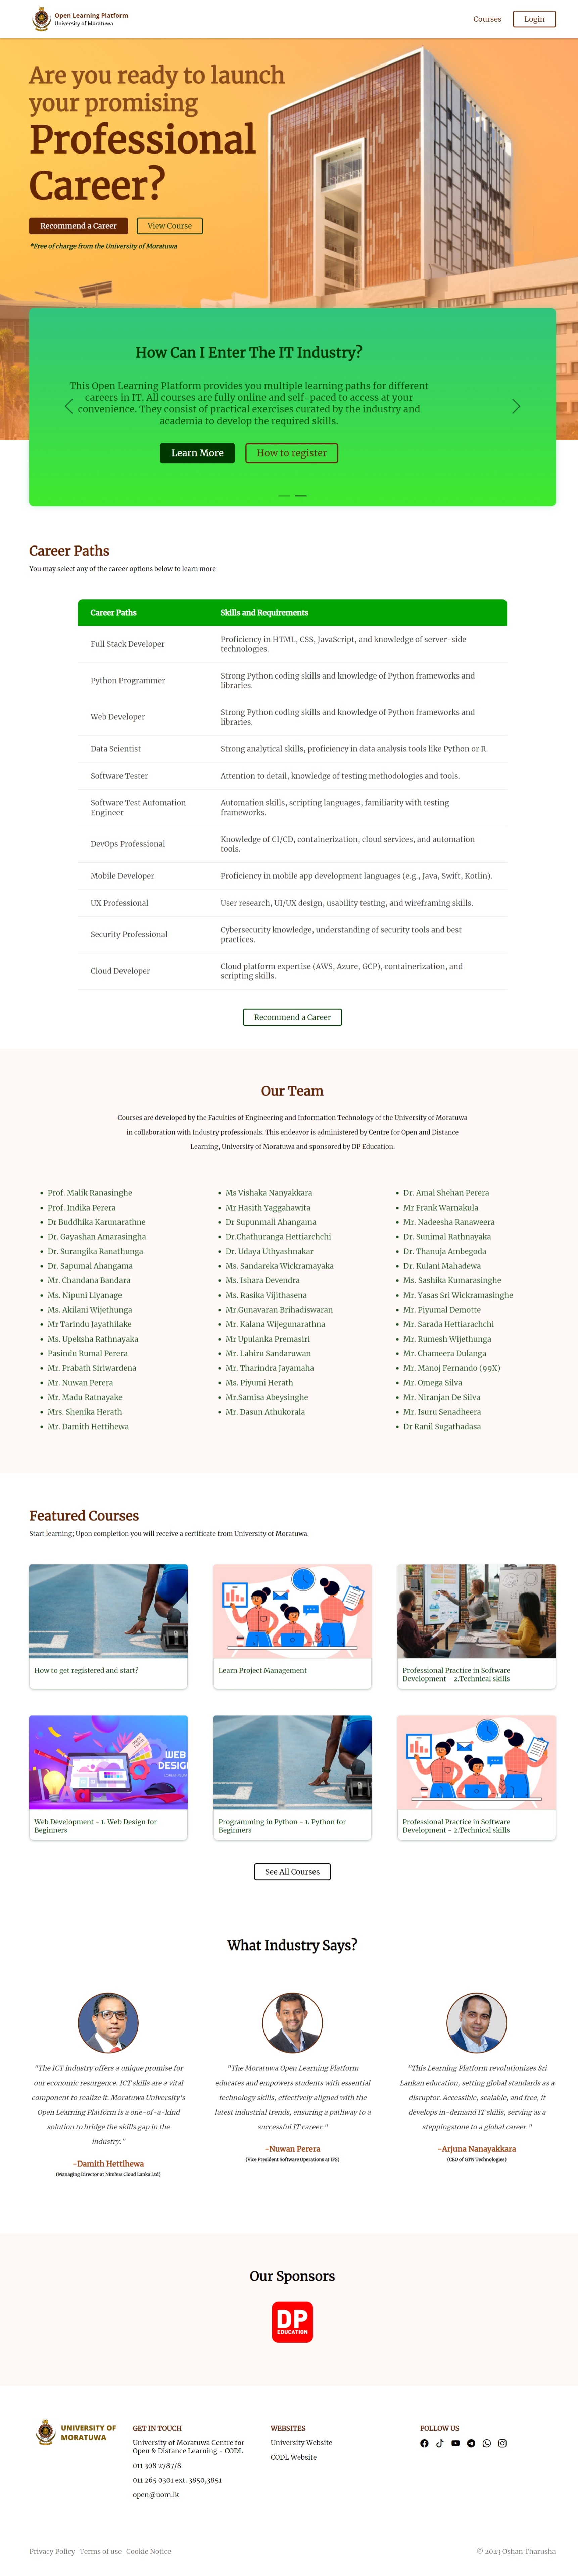 Open Learning Platform
University of Moratuwa
Courses
Login
Are you ready to launch
your promising
Professional
Career?
Recommend a Career
View Course
*Free of charge from the University of Moratuwa
How Can I Enter The IT Industry?
This Open Learning Platform provides you multiple learning paths for different
careers in IT. All courses are fully online and self-paced to access at your
convenience. They consist of practical exercises curated by the industry and
academia to develop the required skills.
Learn More
How to register
Career Paths
You may select any of the career options below to learn more
Career Paths
Skills and Requirements
Full Stack Developer
Proficiency in HTML, CSS, JavaScript, and knowledge of server-side
technologies.
Python Programmer
Strong Python coding skills and knowledge of Python frameworks and
libraries.
Web Developer
Strong Python coding skills and knowledge of Python frameworks and
libraries.
Data Scientist
Strong analytical skills, proficiency in data analysis tools like Python or R.
Software Tester
Attention to detail, knowledge of testing methodologies and tools.
Software Test Automation
Engineer
Automation skills, scripting languages, familiarity with testing
frameworks.
DevOps Professional
Knowledge of CI/CD, containerization, cloud services, and automation
tools.
Mobile Developer
Proficiency in mobile app development languages (e.g., Java, Swift, Kotlin).
UX Professional
User research, UI/UX design, usability testing, and wireframing skills.
Security Professional
Cybersecurity knowledge, understanding of security tools and best
practices.
Cloud Developer
Cloud platform expertise (AWS, Azure, GCP), containerization, and
scripting skills.
Recommend a Career
Our Team
Courses are developed by the Faculties of Engineering and Information Technology of the University of Moratuwa
in collaboration with Industry professionals. This endeavor is administered by Centre for Open and Distance
Learning, University of Moratuwa and sponsored by DP Education.
Prof. Malik Ranasinghe
Prof. Indika Perera
Dr Buddhika Karunarathne
Dr. Gayashan Amarasingha
Dr. Surangika Ranathunga
Dr. Sapumal Ahangama
Mr. Chandana Bandara
Ms. Nipuni Liyanage
Ms. Akilani Wijethunga
Mr Tarindu Jayathilake
Ms. Upeksha Rathnayaka
Pasindu Rumal Perera
Mr. Prabath Siriwardena
Mr. Nuwan Perera
Mr. Madu Ratnayake
Mrs. Shenika Herath
Mr. Damith Hettihewa
Ms Vishaka Nanyakkara
Mr Hasith Yaggahawita
Dr Supunmali Ahangama
Dr.Chathuranga Hettiarchchi
Dr. Udaya Uthyashnakar
Ms. Sandareka Wickramayaka
Ms. Ishara Devendra
Ms. Rasika Vijithasena
Mr.Gunavaran Brihadiswaran
Mr. Kalana Wijegunarathna
Mr Upulanka Premasiri
Mr. Lahiru Sandaruwan
Mr. Tharindra Jayamaha
Ms. Piyumi Herath
Mr.Samisa Abeysinghe
Mr. Dasun Athukorala
Dr. Amal Shehan Perera
Mr Frank Warnakula
Mr. Nadeesha Ranaweera
Dr. Sunimal Rathnayaka
Dr. Thanuja Ambegoda
Dr. Kulani Mahadewa
Ms. Sashika Kumarasinghe
Mr. Yasas Sri Wickramasinghe
Mr. Piyumal Demotte
Mr. Sarada Hettiarachchi
Mr. Rumesh Wijethunga
Mr. Chameera Dulanga
Mr. Manoj Fernando (99X)
Mr. Omega Silva
Mr. Niranjan De Silva
Mr. Isuru Senadheera
Dr Ranil Sugathadasa
Featured Courses
Start learning; Upon completion you will receive a certificate from University of Moratuwa.
How to get registered and start?
Learn Project Management
Professional Practice in Software
Development - 2.Technical skills
WEB
DESIGN
Web Development - 1. Web Design for
Beginners
Programming in Python - 1. Python for
Beginners
Professional Practice in Software
Development - 2.Technical skills
See All Courses
What Industry Says?
"The ICT industry offers a unique promise for
our economic resurgence. ICT skills are a vital
component to realize it. Moratuwa University's
Open Learning Platform is a one-of-a-kind
solution to bridge the skills gap in the
industry."
-Damith Hettihewa
(Managing Director at Nimbus Cloud Lanka Ltd)
"The Moratuwa Open Learning Platform
educates and empowers students with essential
technology skills, effectively aligned with the
latest industrial trends, ensuring a pathway to a
successful IT career."
-Nuwan Perera
(Vice President Software Operations at IFS)
"This Learning Platform revolutionizes Sri
Lankan education, setting global standards as a
disruptor. Accessible, scalable, and free, it
develops in-demand IT skills, serving as a
steppingstone to a global career."
-Arjuna Nanayakkara
(CEO of GTN Technologies)
Our Sponsors
DP
EDUCATION
UNIVERSITY OF
MORATUWA
GET IN TOUCH
University of Moratuwa Centre for
Open & Distance Learning - CODL
011 308 2787/8
011 265 0301 ext. 3850,3851
open@uom.lk
WEBSITES
University Website
CODL Website
FOLLOW US
Privacy Policy
Terms of use
Cookie Notice
© 2023 Oshan Tharusha